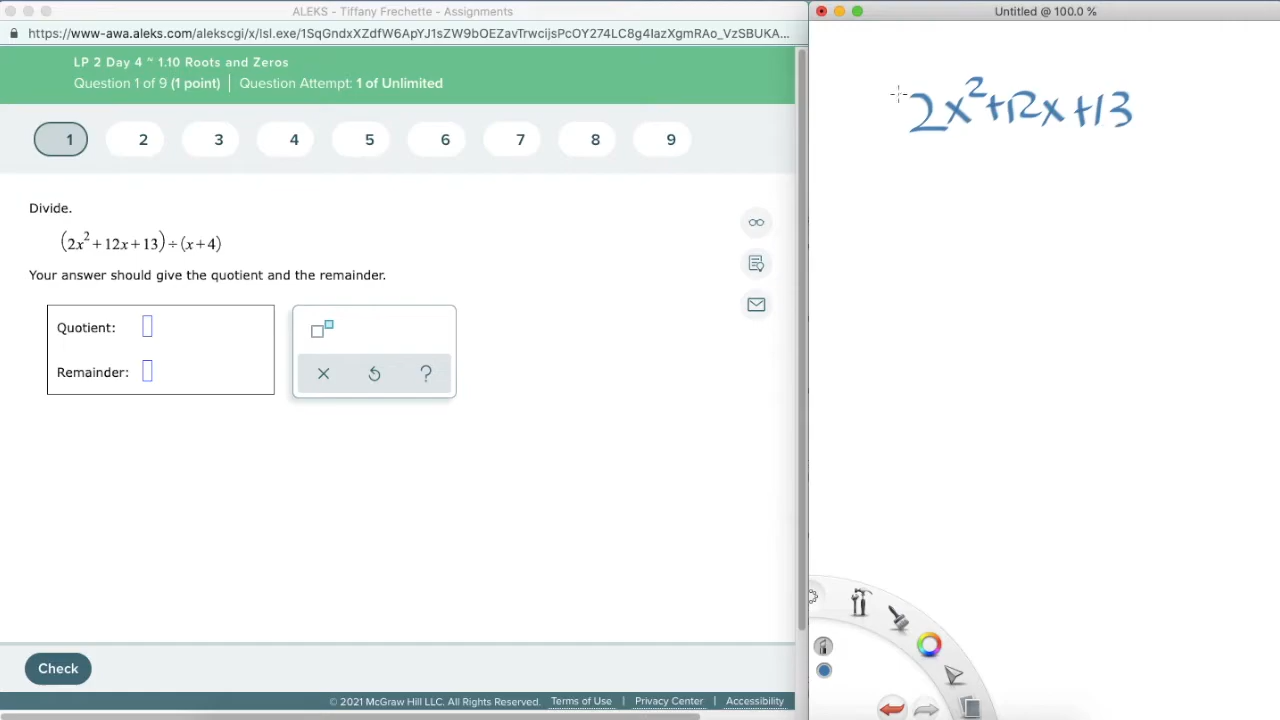 ALEKS - Tiffany Frechette - Assignments
Untitled @ 100.0 %
https://www-awa.aleks.com/alekscgi/x/Isl.exe/1SqGndxXZdfW6ApYJ1sZW9bOEZavTrwcijsPcOY274LC8g4IazXgmRAo_VzSBUKA...
LP 2 Day 4 ~ 1.10 Roots and Zeros
Question 1 of 9 (1 point) | Question Attempt: 1 of Unlimited
1 2 3 4 5 6 7 8 9
2x²+12x+13
Divide.
(2x²+12x+13)÷(x+4)
Your answer should give the quotient and the remainder.
Quotient:
Remainder:
?
Check
© 2021 McGraw Hill LLC. All Rights Reserved. Terms of Use | Privacy Center | Accessibility